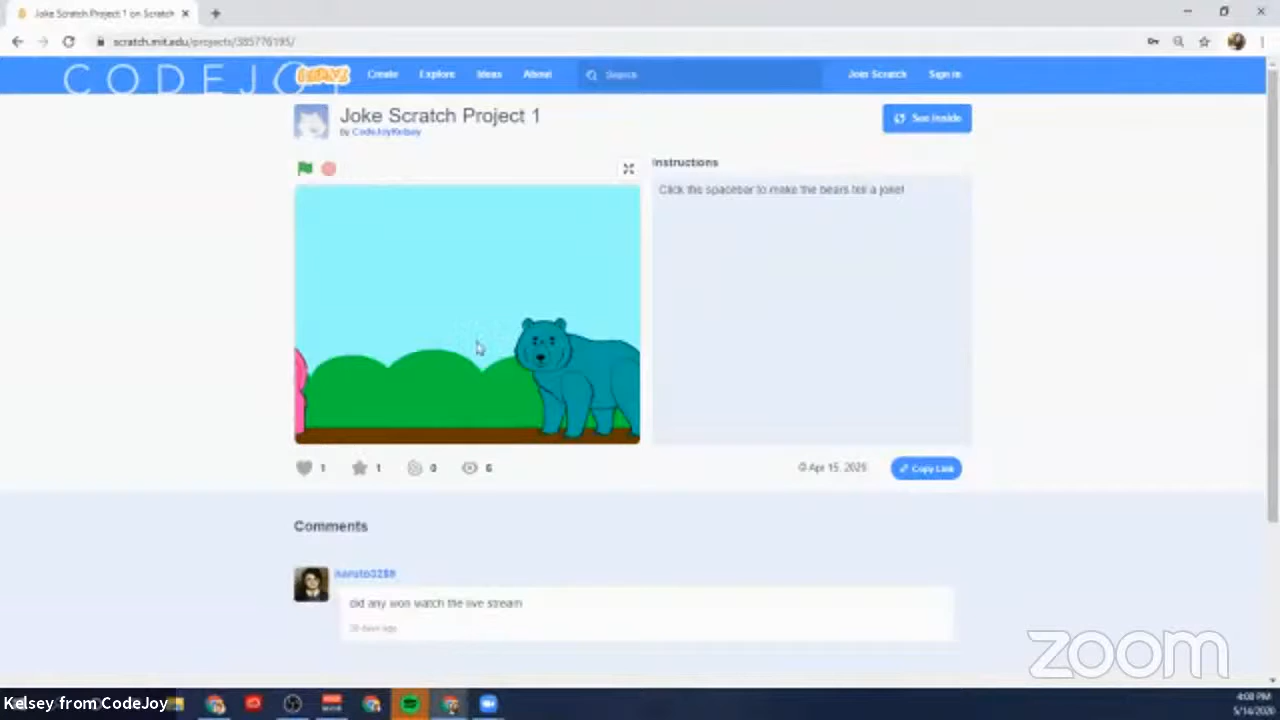 Joke Scratch Project 1 on Scratch
scratch.mit.edu/projects/385776195/
CODEJOY
Create Explore Ideas About Search Join Scratch Sign in
Joke Scratch Project 1
by CodeJoyKelsey
See inside
Instructions
Click the spacebar to make the bears tell a joke!
1 1 0 6
© Apr 15, 2020
Copy Link
Comments
naruto3288
did any won watch the live stream
zoom
Kelsey from CodeJoy
4:00 PM
5/14/2020